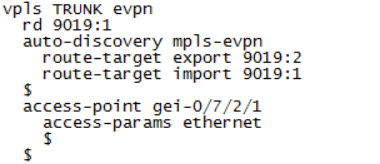 vpls TRUNK evpn
rd 9019:1
auto-discovery mpls-evpn
route-target export 9019:2
route-target import 9019:1
$
access-point gei-0/7/2/1
access-params ethernet
$
$